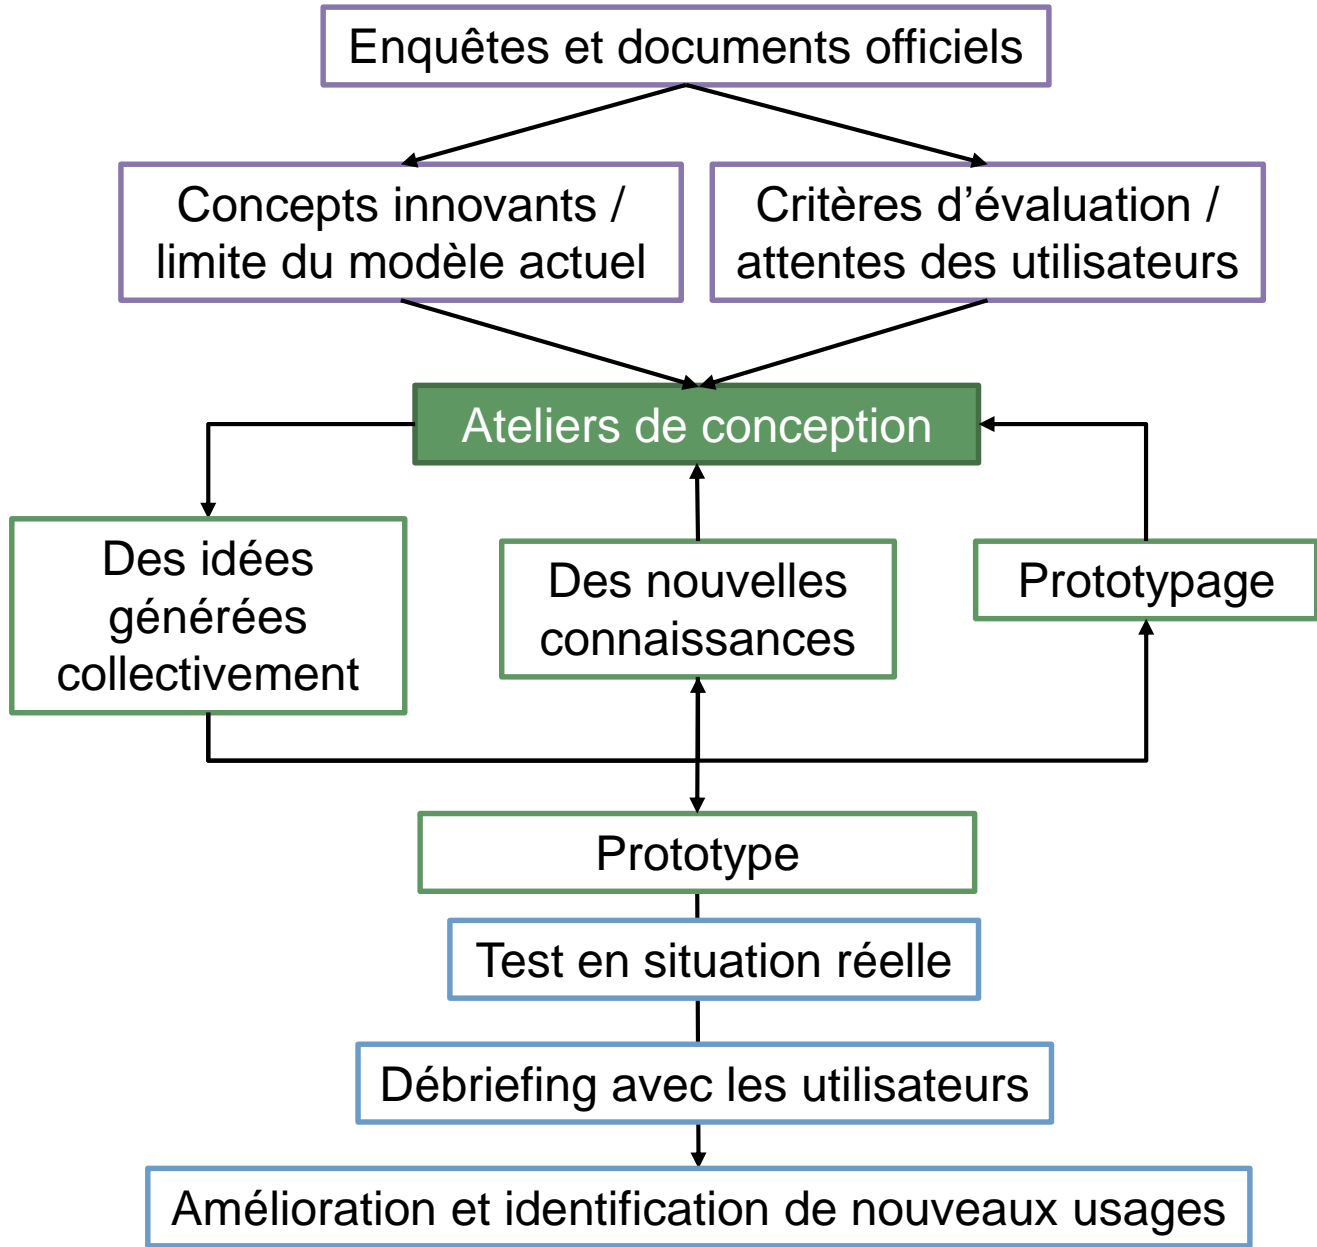 Enquêtes et documents officiels
Concepts innovants /
limite du modèle actuel
Critères d’évaluation /
attentes des utilisateurs
Ateliers de conception
Des idées
générées
collectivement
Des nouvelles
connaissances
Prototypage
Prototype
Test en situation réelle
Débriefing avec les utilisateurs
Amélioration et identification de nouveaux usages